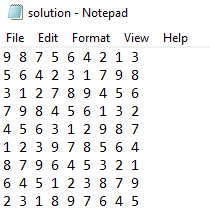 solution - Notepad
File Edit Format View Help
9 8 7 5 6 4 2 1 3
5 6 4 2 3 1 7 9 8
3 1 2 7 8 9 4 5 6
7 9 8 4 5 6 1 3 2
4 5 6 3 1 2 9 8 7
1 2 3 9 7 8 5 6 4
8 7 9 6 4 5 3 2 1
6 4 5 1 2 3 8 7 9
2 3 1 8 9 7 6 4 5